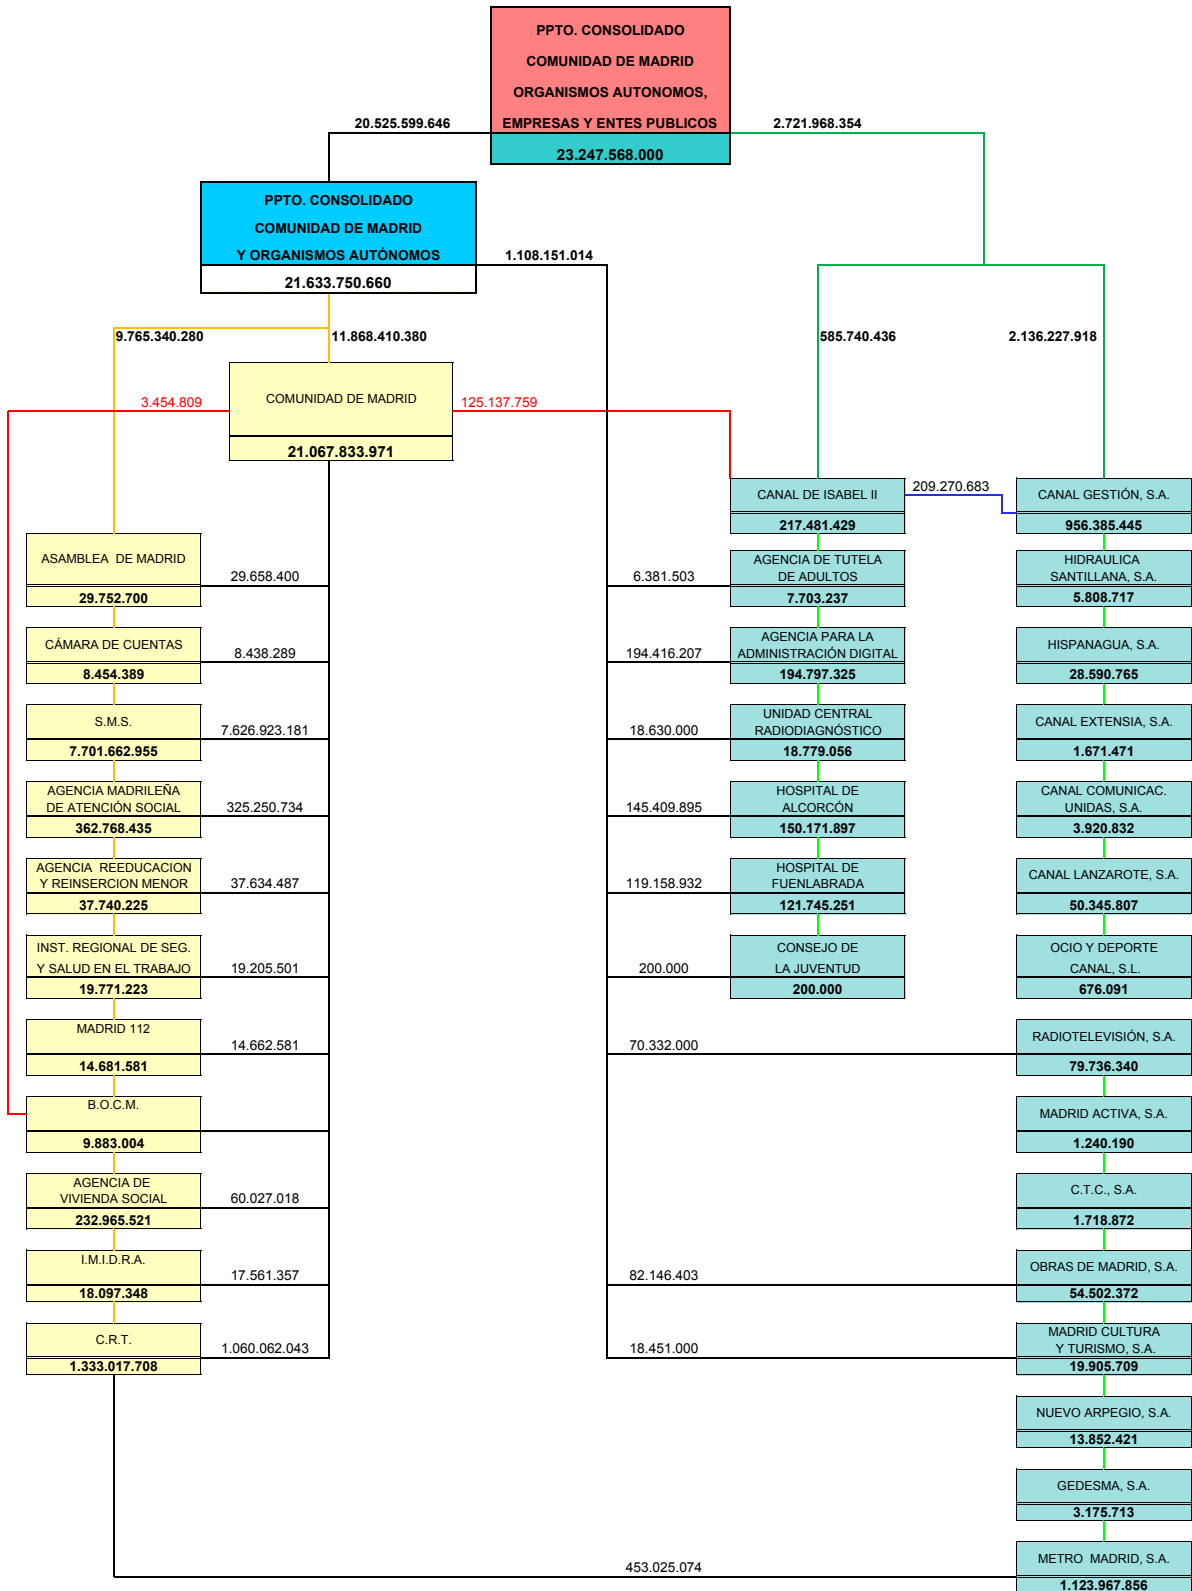 PPTO. CONSOLIDADO
COMUNIDAD DE MADRID
ORGANISMOS AUTONOMOS,
EMPRESAS Y ENTES PUBLICOS
23.247.568.000
20.525.599.646
2.721.968.354
PPTO. CONSOLIDADO
COMUNIDAD DE MADRID
Y ORGANISMOS AUTÓNOMOS
21.633.750.660
1.108.151.014
9.765.340.280
11.868.410.380
585.740.436
2.136.227.918
COMUNIDAD DE MADRID
21.067.833.971
3.454.809
125.137.759
ASAMBLEA DE MADRID
29.752.700
29.658.400
CÁMARA DE CUENTAS
8.454.389
8.438.289
S.M.S.
7.701.662.955
7.626.923.181
AGENCIA MADRILEÑA
DE ATENCIÓN SOCIAL
362.768.435
325.250.734
AGENCIA REEDUCACION
Y REINSERCION MENOR
37.740.225
37.634.487
INST. REGIONAL DE SEG.
Y SALUD EN EL TRABAJO
19.771.223
19.205.501
MADRID 112
14.681.581
14.662.581
B.O.C.M.
9.883.004
AGENCIA DE
VIVIENDA SOCIAL
232.965.521
60.027.018
I.M.I.D.R.A.
18.097.348
17.561.357
C.R.T.
1.333.017.708
1.060.062.043
CANAL DE ISABEL II
217.481.429
209.270.683
AGENCIA DE TUTELA
DE ADULTOS
7.703.237
6.381.503
AGENCIA PARA LA
ADMINISTRACIÓN DIGITAL
194.797.325
194.416.207
UNIDAD CENTRAL
RADIODIAGNÓSTICO
18.779.056
18.630.000
HOSPITAL DE
ALCORCÓN
150.171.897
145.409.895
HOSPITAL DE
FUENLABRADA
121.745.251
119.158.932
CONSEJO DE
LA JUVENTUD
200.000
200.000
CANAL GESTIÓN, S.A.
956.385.445
HIDRAULICA
SANTILLANA, S.A.
5.808.717
HISPANAGUA, S.A.
28.590.765
CANAL EXTENSIA, S.A.
1.671.471
CANAL COMUNICAC.
UNIDAS, S.A.
3.920.832
CANAL LANZAROTE, S.A.
50.345.807
OCIO Y DEPORTE
CANAL, S.L.
676.091
70.332.000
RADIOTELEVISIÓN, S.A.
79.736.340
MADRID ACTIVA, S.A.
1.240.190
C.T.C., S.A.
1.718.872
82.146.403
OBRAS DE MADRID, S.A.
54.502.372
18.451.000
MADRID CULTURA
Y TURISMO, S.A.
19.905.709
NUEVO ARPEGIO, S.A.
13.852.421
GEDESMA, S.A.
3.175.713
453.025.074
METRO MADRID, S.A.
1.123.967.856